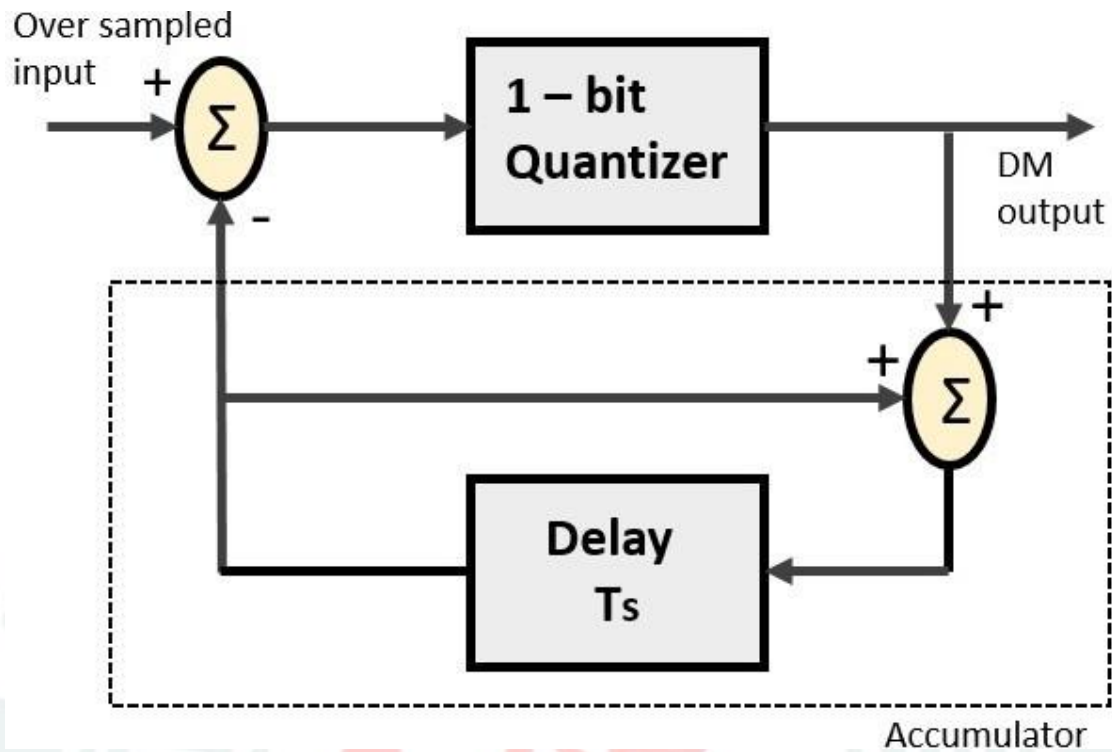 Over sampled
input
+
Σ
-
1 – bit
Quantizer
DM
output
+
+
Σ
Delay
Ts
Accumulator